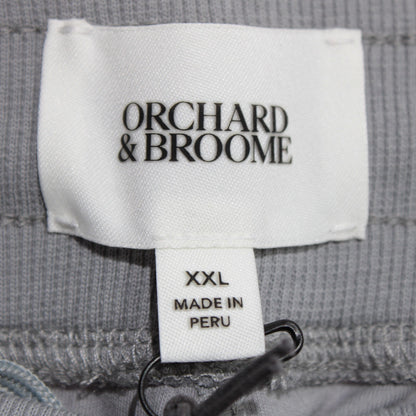 ORCHARD
& BROOME
XXL
MADE IN
PERU